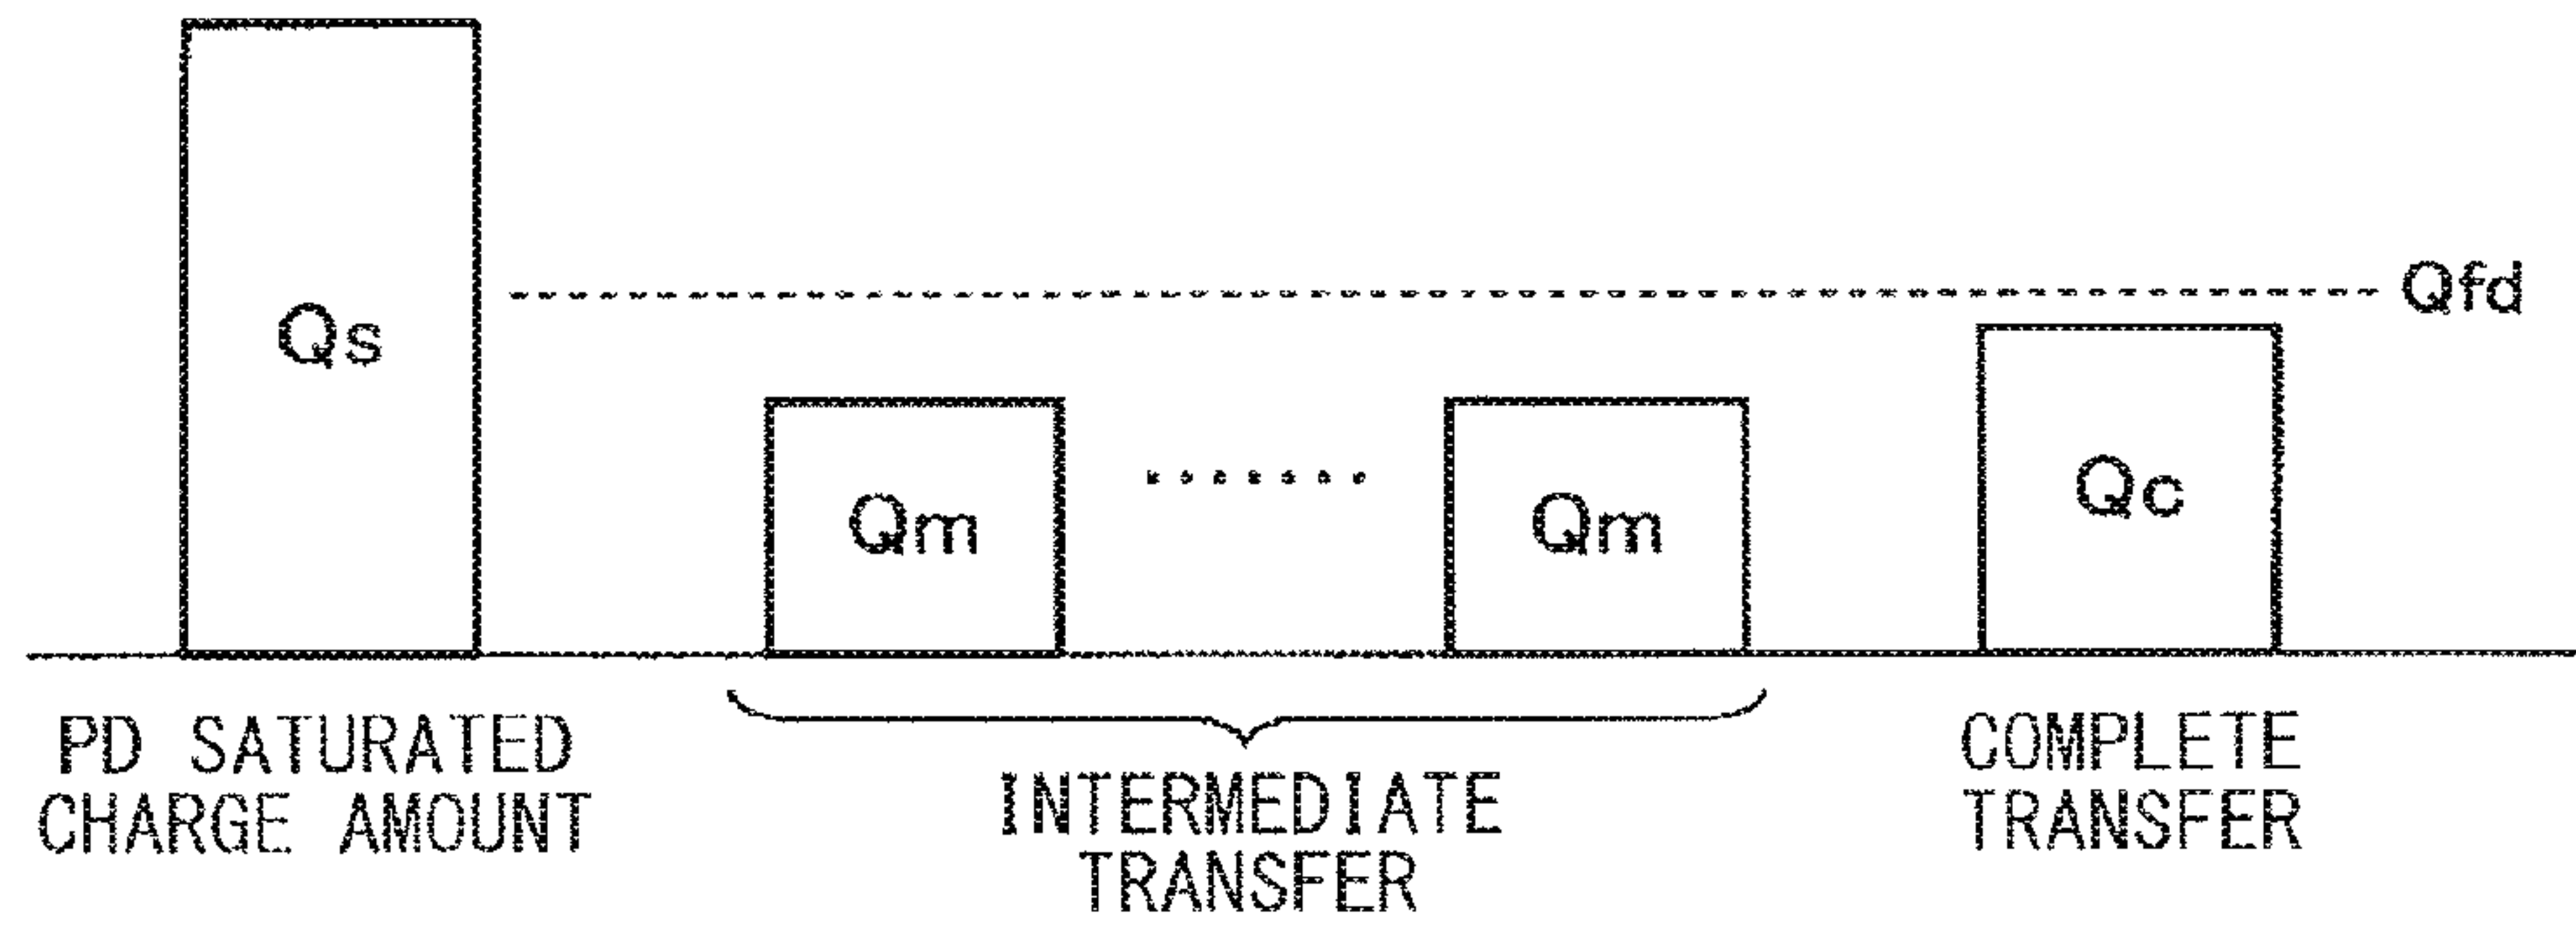 Qs
Qfd
Qm
Qm
Qc
PD SATURATED
CHARGE AMOUNT
INTERMEDIATE
TRANSFER
COMPLETE
TRANSFER